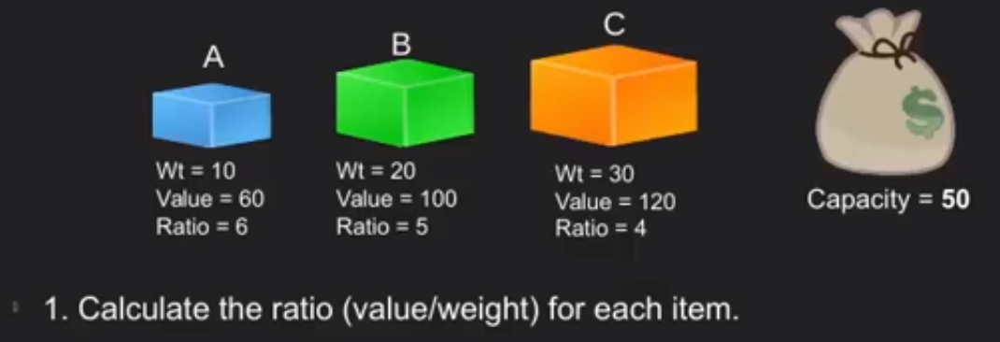 A
Wt = 10
Value = 60
Ratio = 6
B
Wt = 20
Value = 100
Ratio = 5
C
Wt = 30
Value = 120
Ratio = 4
$
Capacity = 50
1. Calculate the ratio (value/weight) for each item.